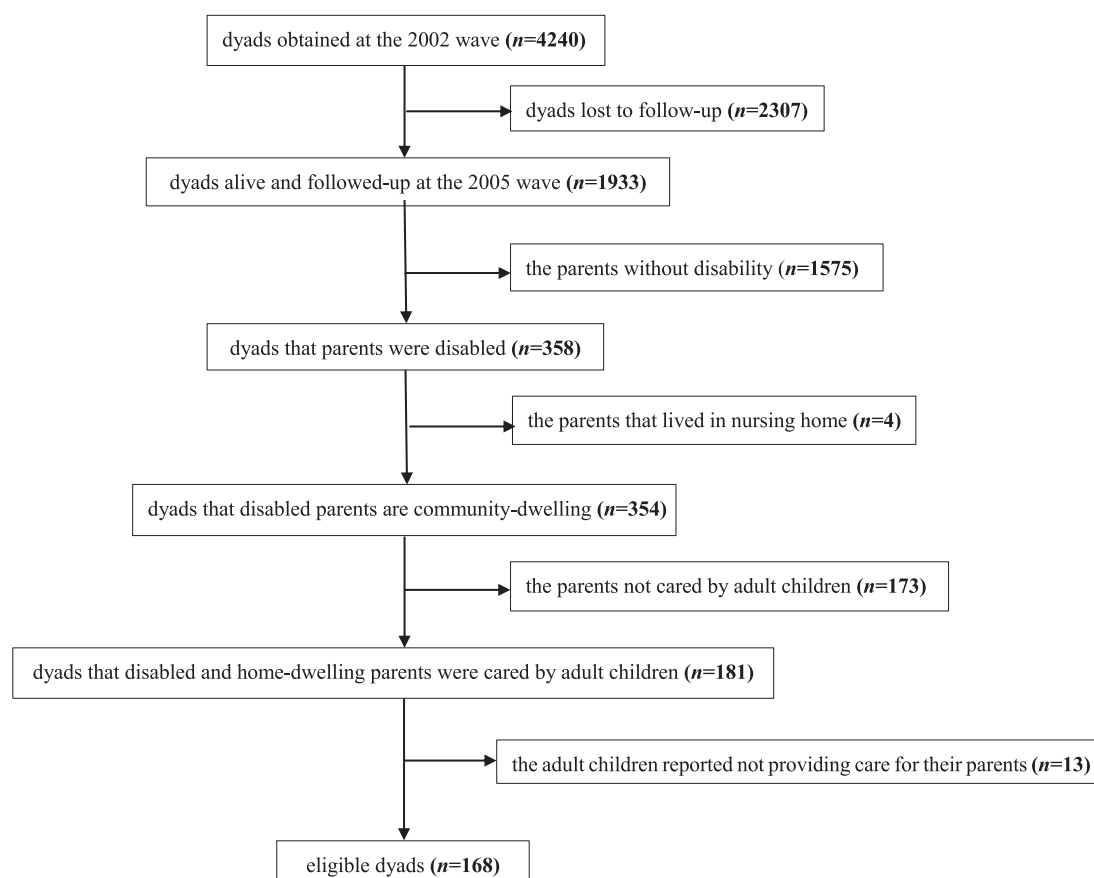 dyads obtained at the 2002 wave (n=4240)
dyads lost to follow-up (n=2307)
dyads alive and followed-up at the 2005 wave (n=1933)
the parents without disability (n=1575)
dyads that parents were disabled (n=358)
the parents that lived in nursing home (n=4)
dyads that disabled parents are community-dwelling (n=354)
the parents not cared by adult children (n=173)
dyads that disabled and home-dwelling parents were cared by adult children (n=181)
the adult children reported not providing care for their parents (n=13)
eligible dyads (n=168)